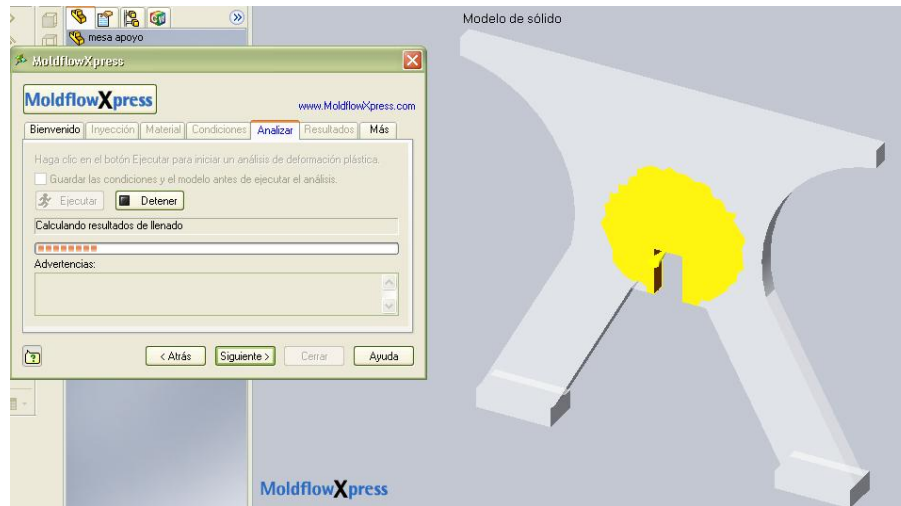 mesa apoyo
MoldflowXpress
MoldflowXpress
www.MoldflowXpress.com
Bienvenido Inyección Material Condiciones Analizar Resultados Más
Haga clic en el botón Ejecutar para iniciar un análisis de deformación plástica.
Guardar las condiciones y el modelo antes de ejecutar el análisis.
Ejecutar Detener
Calculando resultados de llenado
Advertencias:
< Atrás Siguiente > Cerrar Ayuda
Modelo de sólido
MoldflowXpress